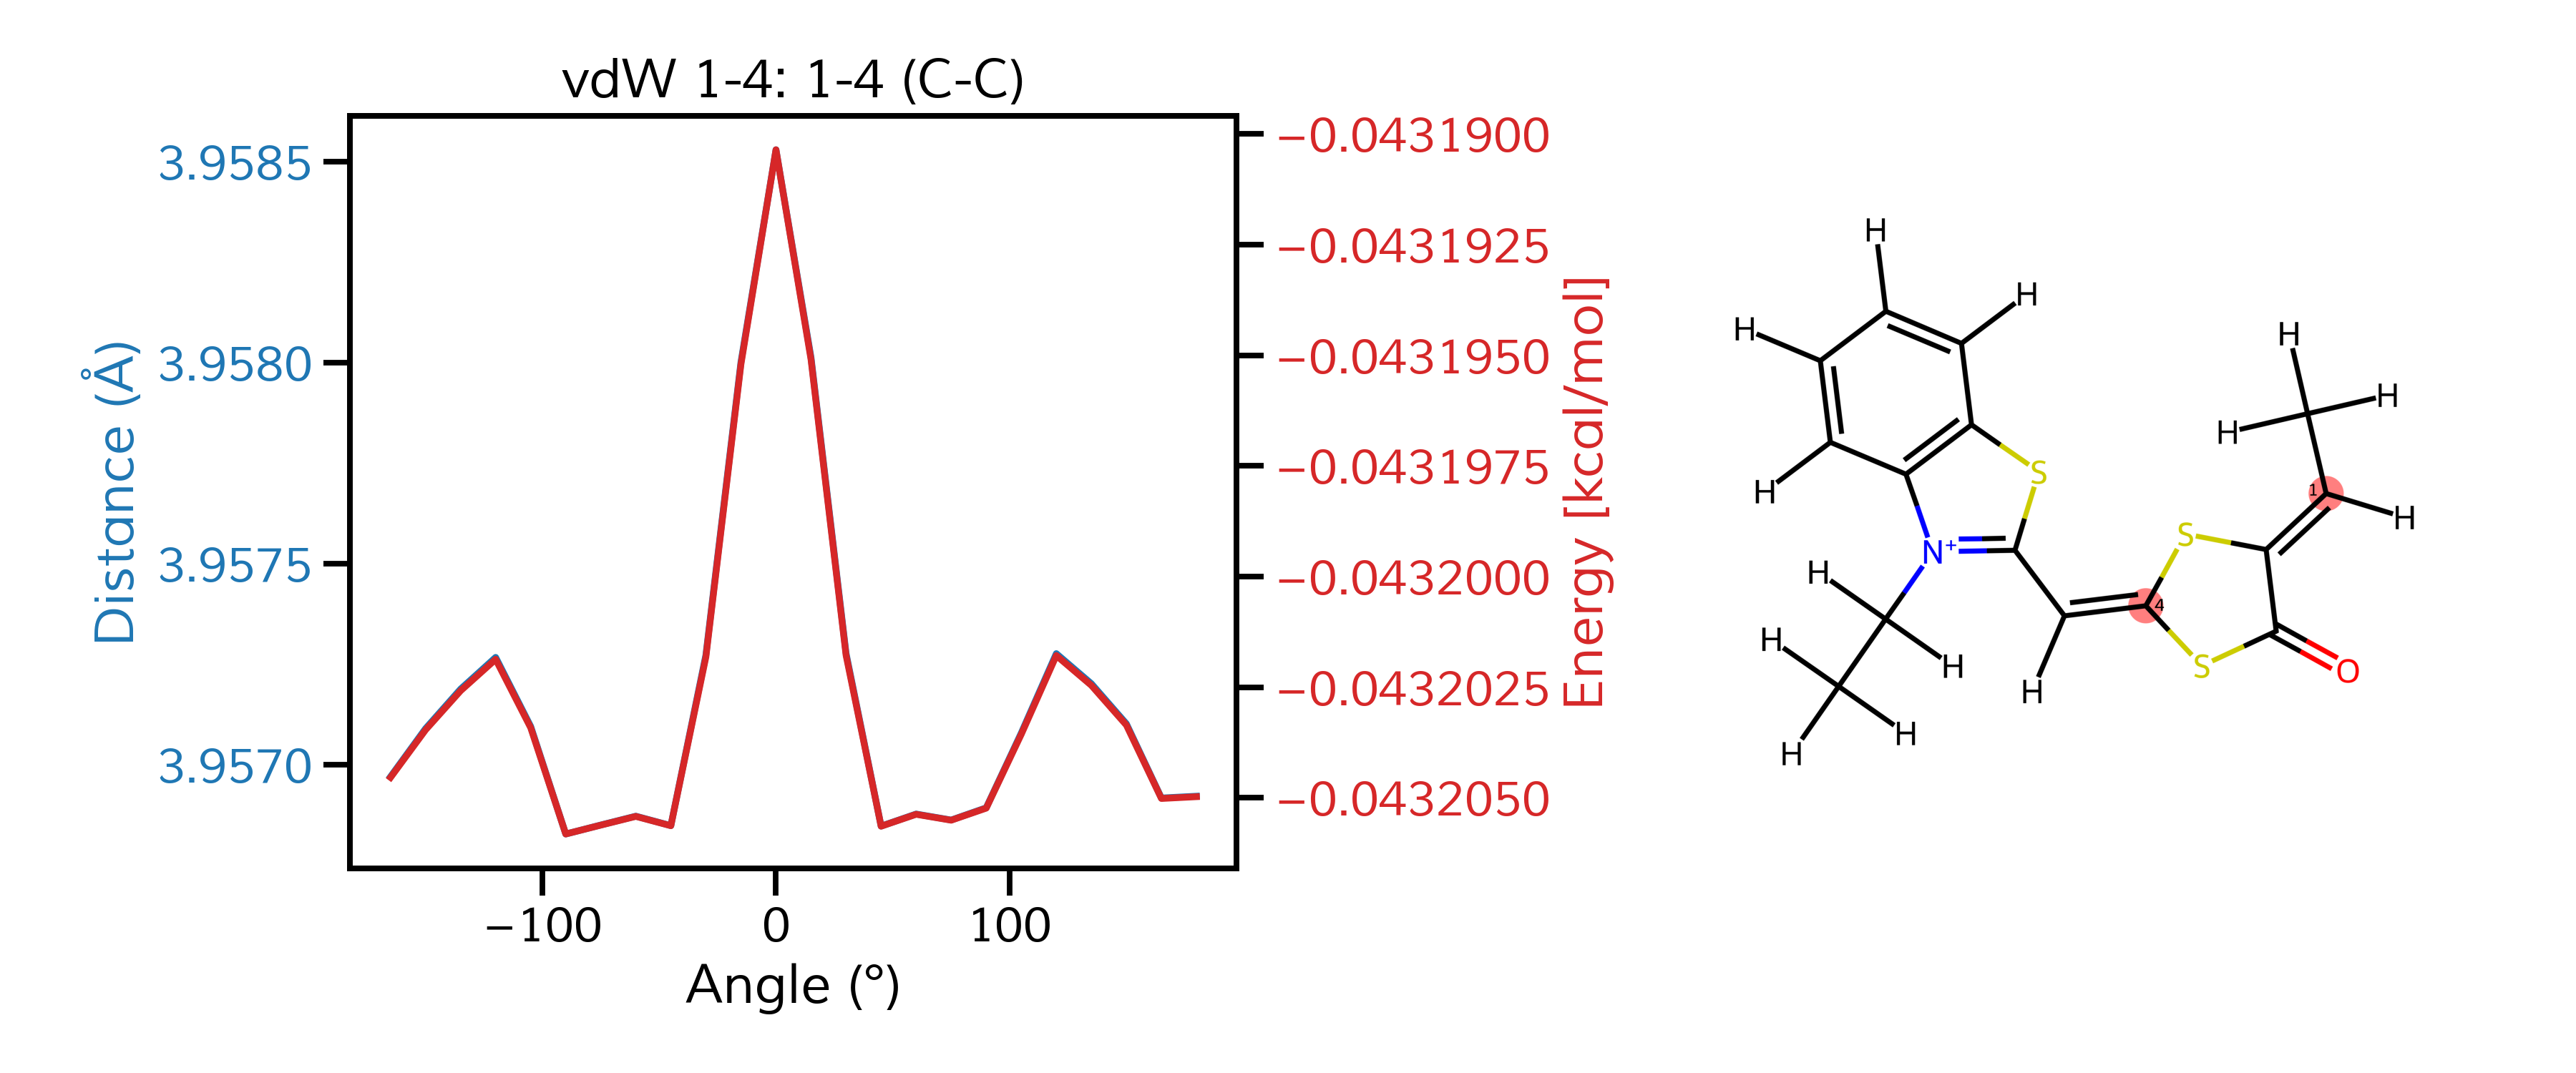 vdW 1-4: 1-4 (C-C)
Distance (Å)
3.9585
3.9580
3.9575
3.9570
−0.0431900
−0.0431925
−0.0431950
−0.0431975
−0.0432000
−0.0432025
−0.0432050
Energy [kcal/mol]
−100 0 100
Angle (°)
H
H
H
H
H
H
H
S
1
H
H
S
N+
H
4
H
H
S
O
H
H
H